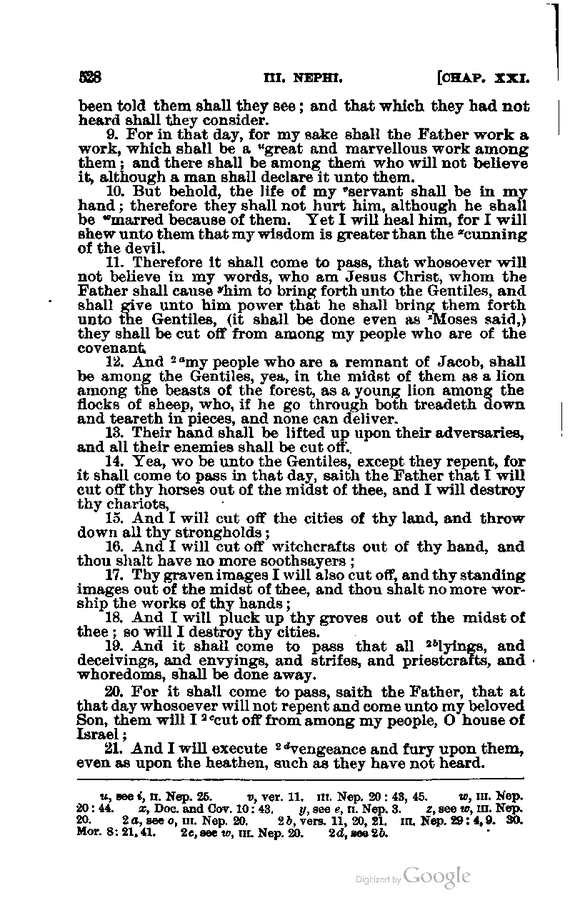 528 III. NEPHI. [CHAP. XXI.
been told them shall they see; and that which they had not
heard shall they consider.
9. For in that day, for my sake shall the Father work a
work, which shall be a ᵘgreat and marvellous work among
them; and there shall be among them who will not believe
it, although a man shall declare it unto them.
10. But behold, the life of my ᵛservant shall be in my
hand; therefore they shall not hurt him, although he shall
be ʷmarred because of them. Yet I will heal him, for I will
shew unto them that my wisdom is greater than the ˣcunning
of the devil.
11. Therefore it shall come to pass, that whosoever will
not believe in my words, who am Jesus Christ, whom the
Father shall cause ʸhim to bring forth unto the Gentiles, and
shall give unto him power that he shall bring them forth
unto the Gentiles, (it shall be done even as ᶻMoses said,)
they shall be cut off from among my people who are of the
covenant.
12. And ²ᵃmy people who are a remnant of Jacob, shall
be among the Gentiles, yea, in the midst of them as a lion
among the beasts of the forest, as a young lion among the
flocks of sheep, who, if he go through both treadeth down
and teareth in pieces, and none can deliver.
13. Their hand shall be lifted up upon their adversaries,
and all their enemies shall be cut off.
14. Yea, wo be unto the Gentiles, except they repent, for
it shall come to pass in that day, saith the Father that I will
cut off thy horses out of the midst of thee, and I will destroy
thy chariots,
15. And I will cut off the cities of thy land, and throw
down all thy strongholds;
16. And I will cut off witchcrafts out of thy hand, and
thou shalt have no more soothsayers;
17. Thy graven images I will also cut off, and thy standing
images out of the midst of thee, and thou shalt no more wor-
ship the works of thy hands;
18. And I will pluck up thy groves out of the midst of
thee; so will I destroy thy cities.
19. And it shall come to pass that all ²ᵇlyings, and
deceivings, and envyings, and strifes, and priestcrafts, and
whoredoms, shall be done away.
20. For it shall come to pass, saith the Father, that at
that day whosoever will not repent and come unto my beloved
Son, them will I ²ᶜcut off from among my people, O house of
Israel;
21. And I will execute ²ᵈvengeance and fury upon them,
even as upon the heathen, such as they have not heard.
u, see i, II. Nep. 25. v, ver. 11. III. Nep. 20: 43, 45. w, III. Nep.
20: 44. x, Doc. and Cov. 10: 43. y, see e, II. Nep. 3. z, see w, III. Nep.
20. 2a, see o, III. Nep. 20. 2b, vers. 11, 20, 21. III. Nep. 29: 4, 9. 30.
Mor. 8: 21, 41. 2c, see w, III. Nep. 20. 2d, see 2b.
Digitized by Google